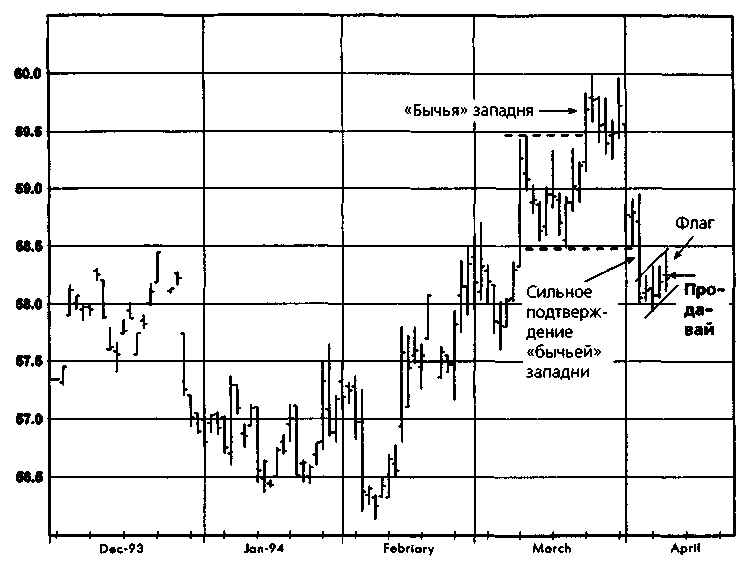 60.0
«Бычья» западня
59.5
59.0
Флаг
58.5
Сильное
подтверж-
дение
«бычьей»
западни
Про-
да-
вай
58.0
57.5
57.0
56.5
Dec-93
Jan-94
Febriary
March
April